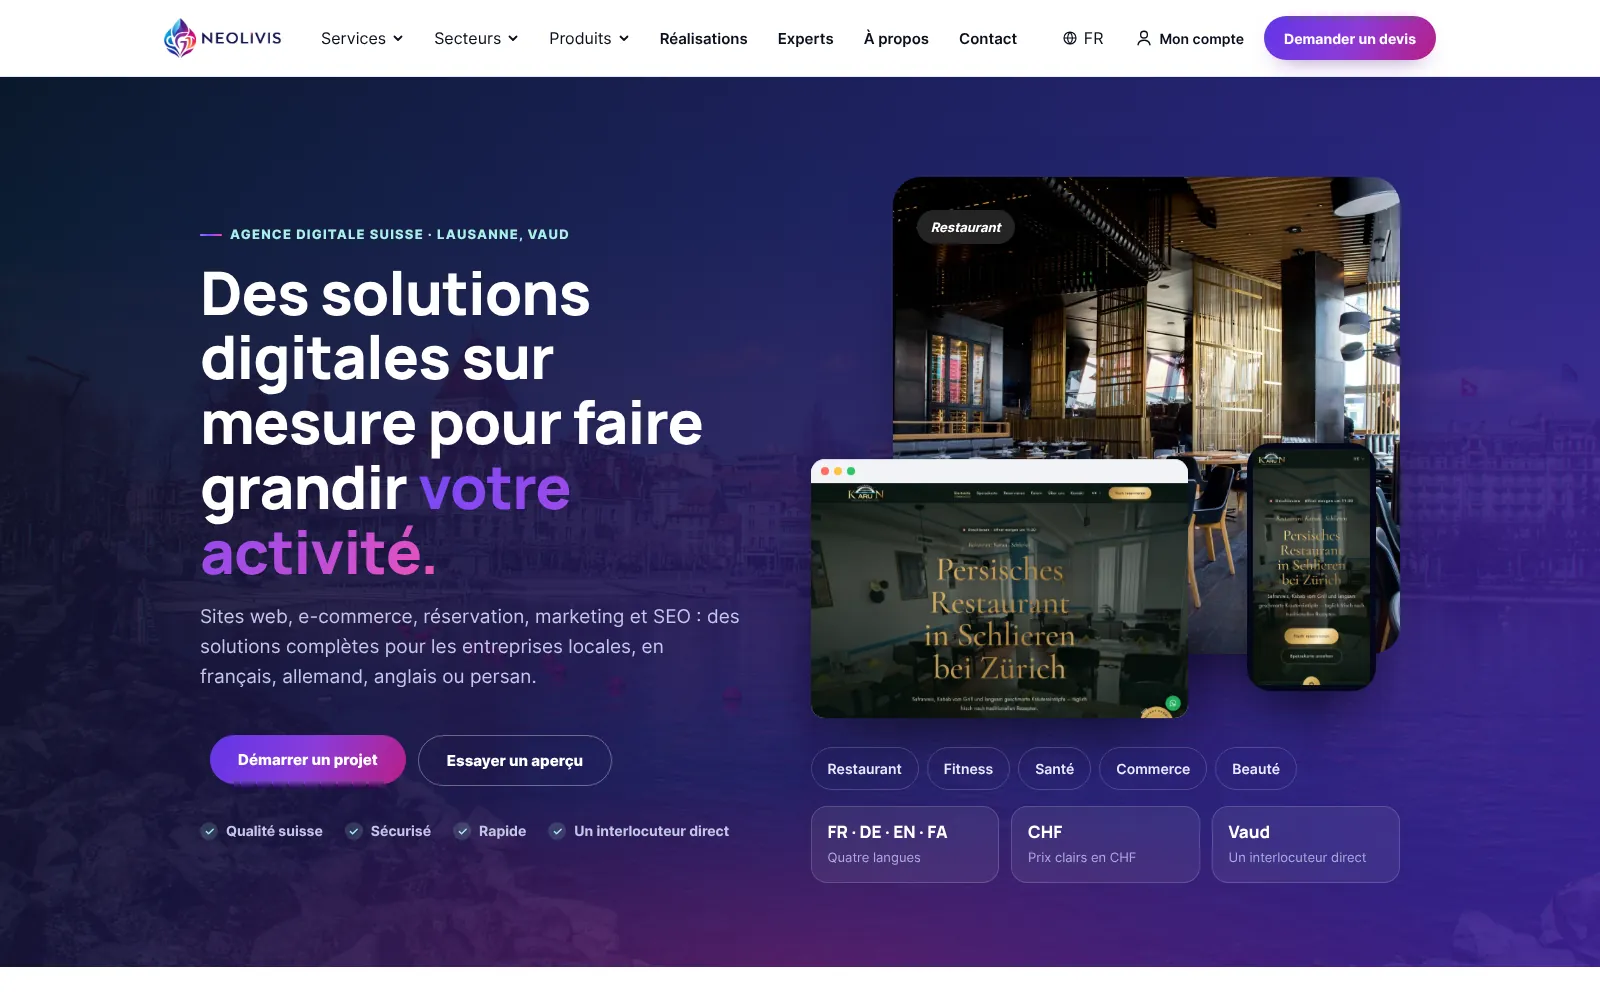 NEOLIVIS
Services
Secteurs
Produits
Réalisations
Experts
À propos
Contact
FR
Mon compte
Demander un devis
AGENCE DIGITALE SUISSE · LAUSANNE, VAUD
Des solutions
digitales sur
mesure pour faire
grandir votre
activité.
Sites web, e-commerce, réservation, marketing et SEO : des
solutions complètes pour les entreprises locales, en
français, allemand, anglais ou persan.
Démarrer un projet
Essayer un aperçu
Qualité suisse
Sécurisé
Rapide
Un interlocuteur direct
Restaurant
Persisches
Restaurant
in Schlieren
bei Zürich
Persisches
Restaurant
in Schlieren
bei Zürich
Restaurant
Fitness
Santé
Commerce
Beauté
FR · DE · EN · FA
Quatre langues
CHF
Prix clairs en CHF
Vaud
Un interlocuteur direct